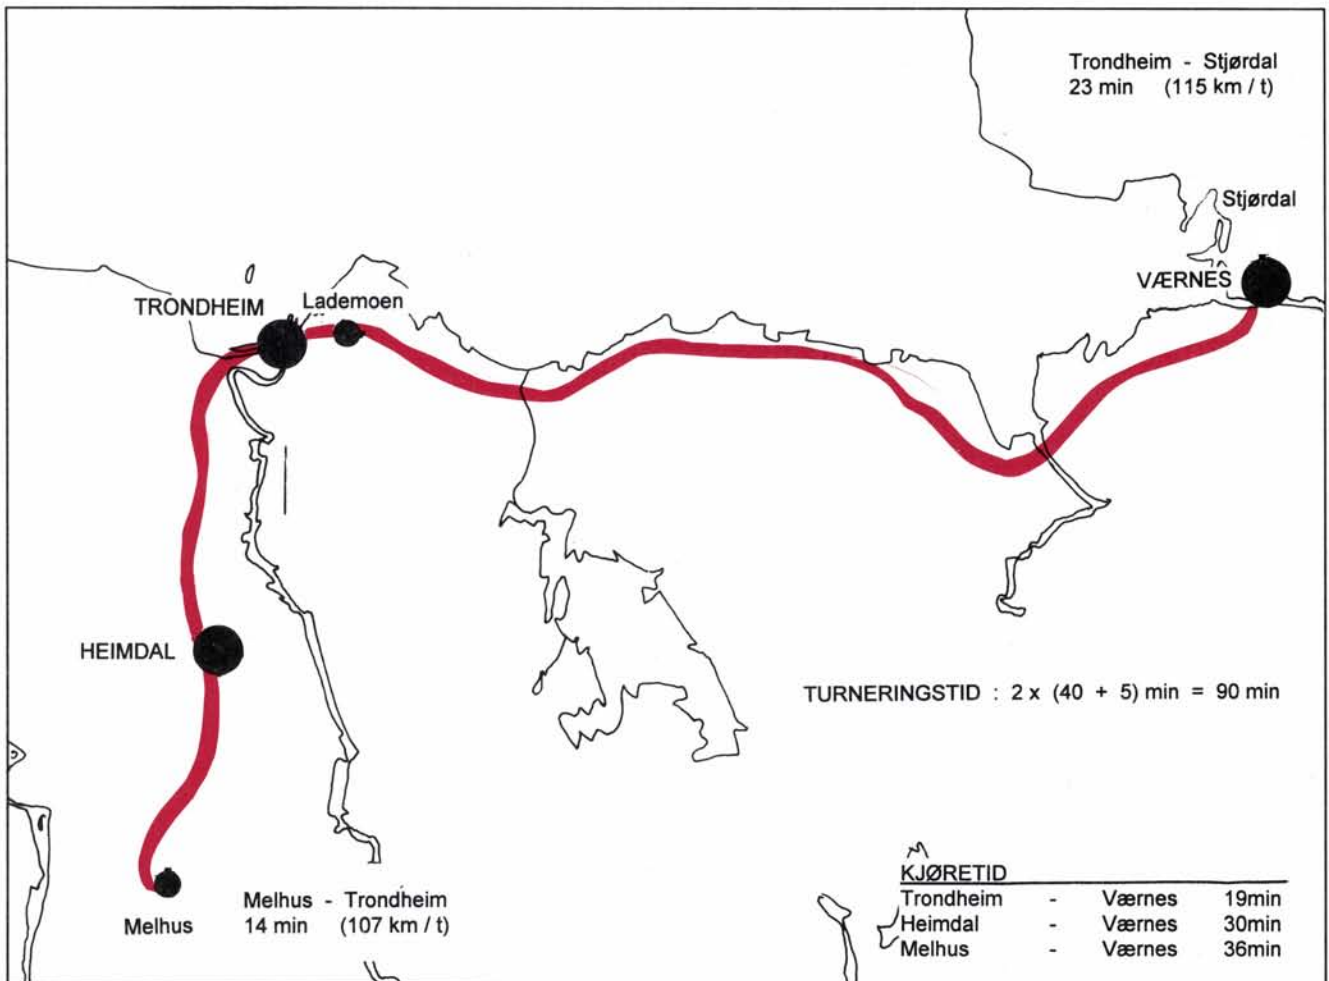 Trondheim - Stjørdal
23 min (115 km / t)
Stjørdal
VÆRNES
TRONDHEIM
Lademoen
HEIMDAL
TURNERINGSTID : 2 x (40 + 5) min = 90 min
Melhus
Melhus - Trondheim
14 min (107 km / t)
KJØRETID
Trondheim - Værnes 19min
Heimdal - Værnes 30min
Melhus - Værnes 36min